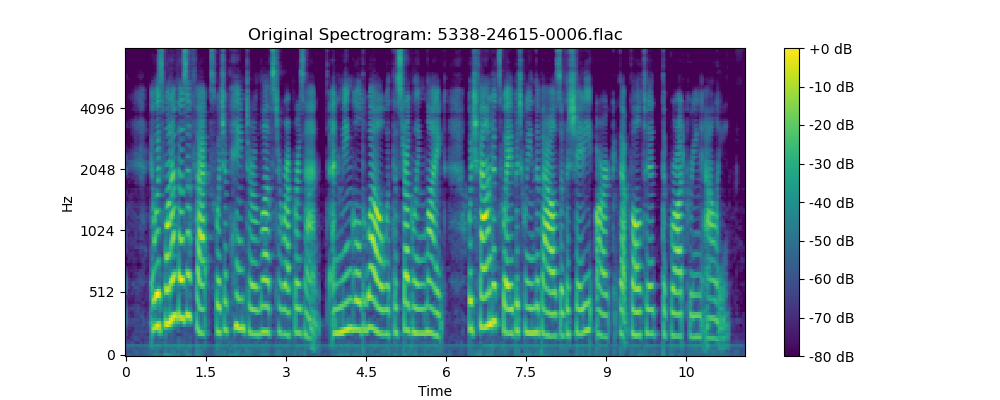 Original Spectrogram: 5338-24615-0006.flac
Hz
4096
2048
1024
512
0
0 1.5 3 4.5 6 7.5 9 10
Time
+0 dB
-10 dB
-20 dB
-30 dB
-40 dB
-50 dB
-60 dB
-70 dB
-80 dB